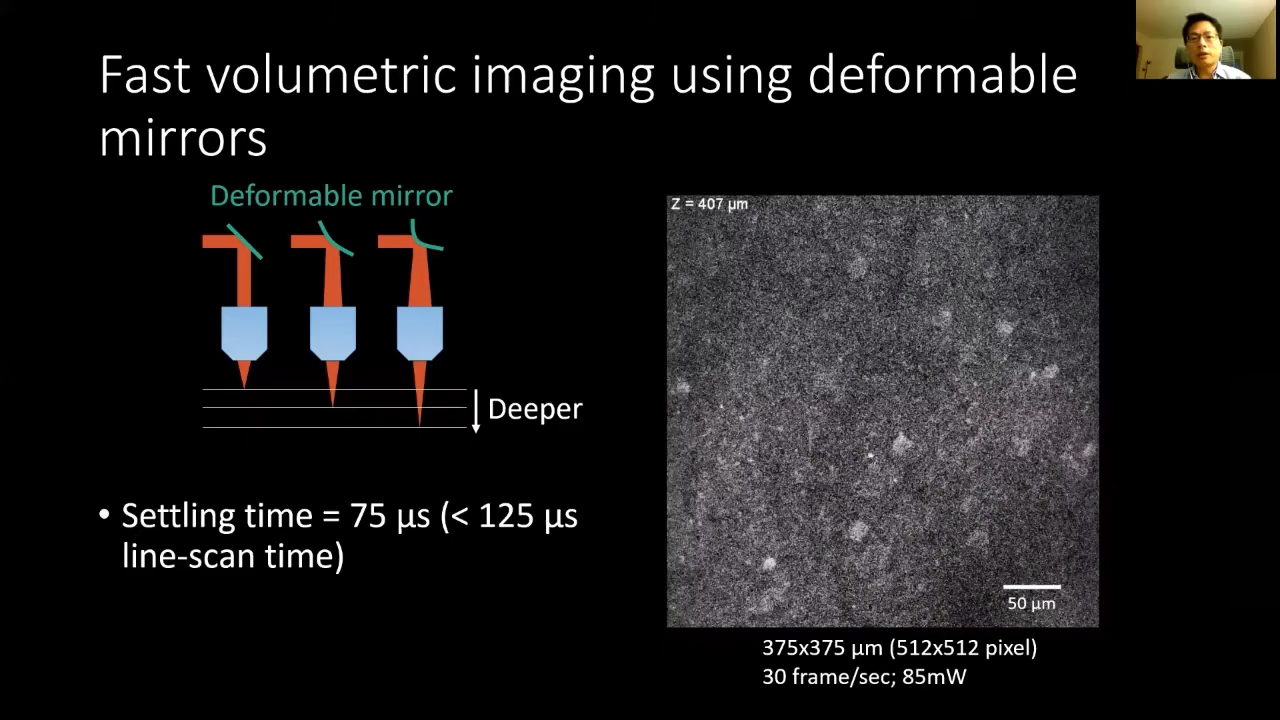 Fast volumetric imaging using deformable
mirrors
Deformable mirror
Deeper
• Settling time = 75 µs (< 125 µs
line-scan time)
Z = 407 µm
50 µm
375x375 µm (512x512 pixel)
30 frame/sec; 85mW